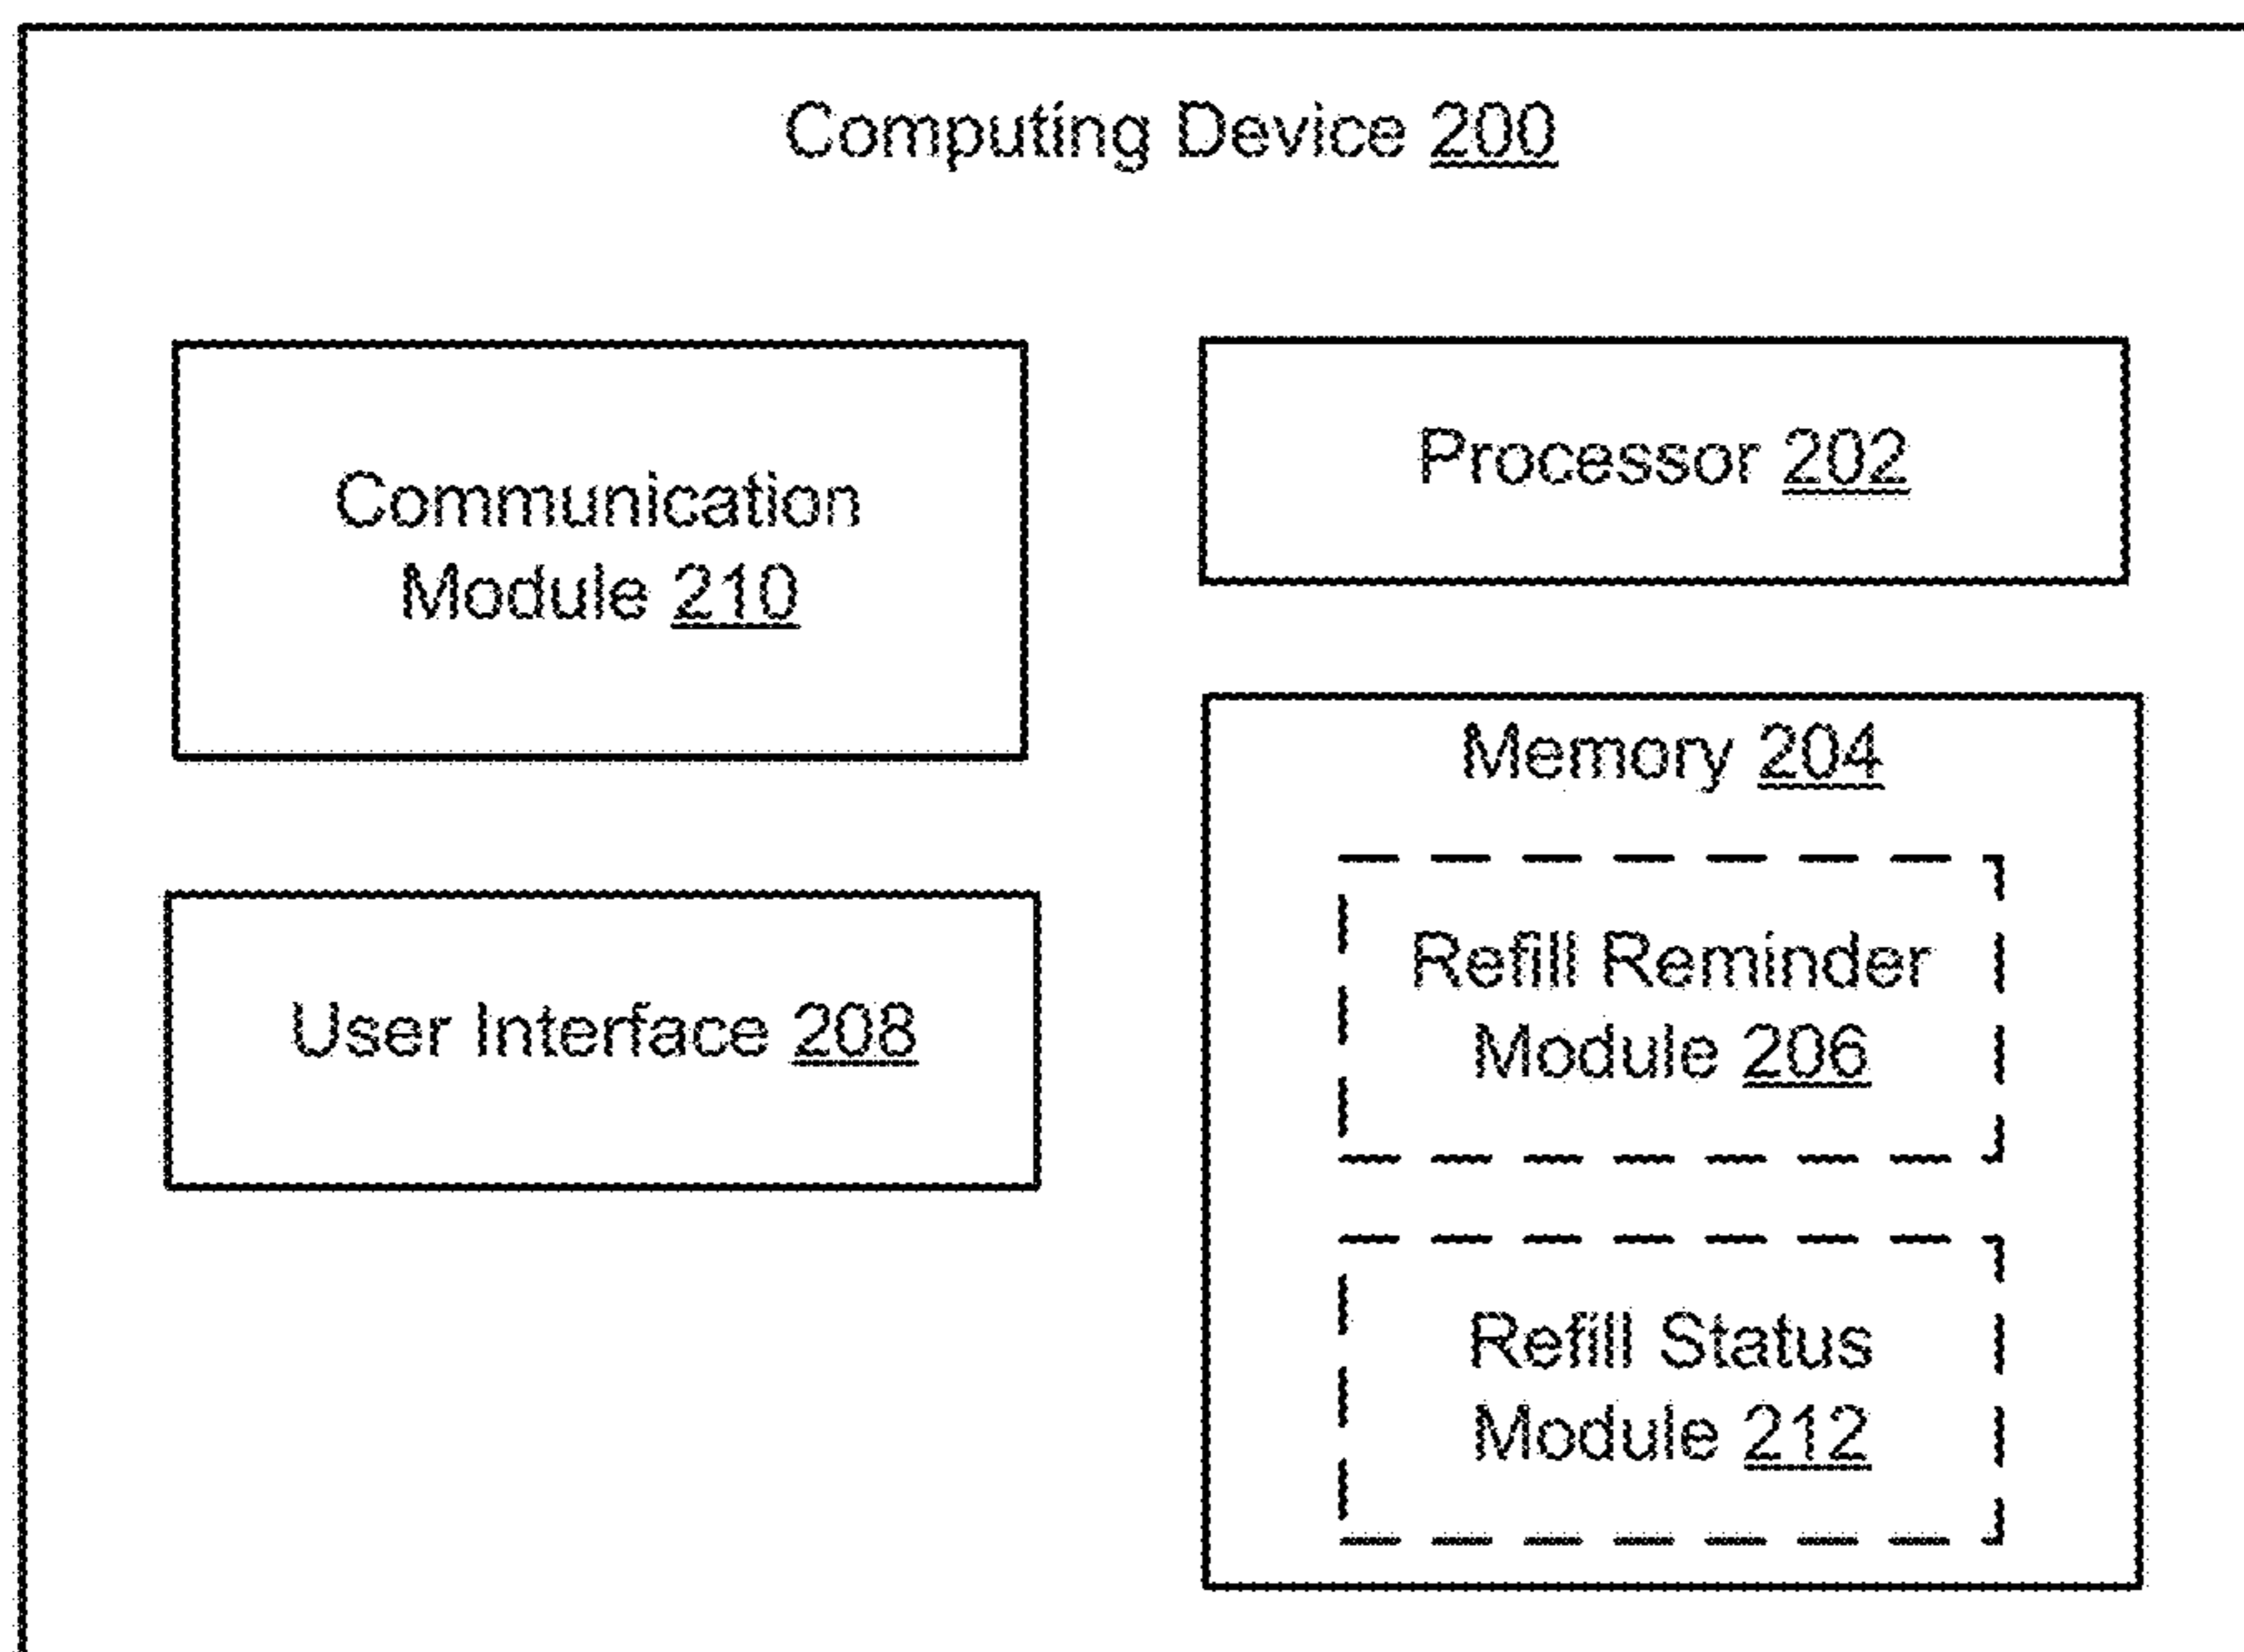 Computing Device 200
Communication
Module 210
Processor 202
User Interface 208
Memory 204
Refill Reminder
Module 206
Refill Status
Module 212